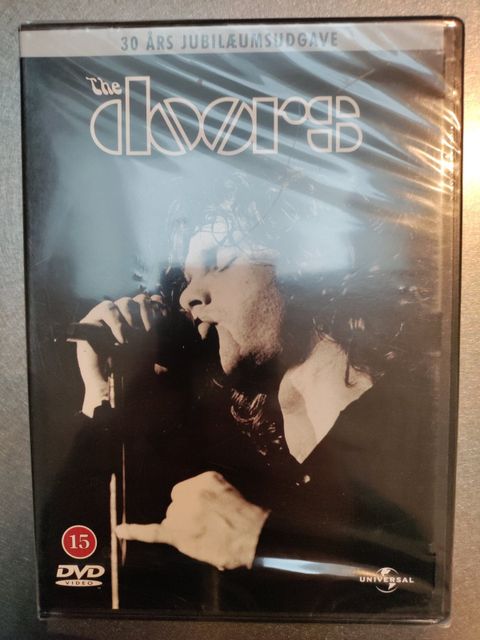 30 ÅRS JUBILÆUMSUDGAVE
The
doors
15
DVD
VIDEO
UNIVERSAL